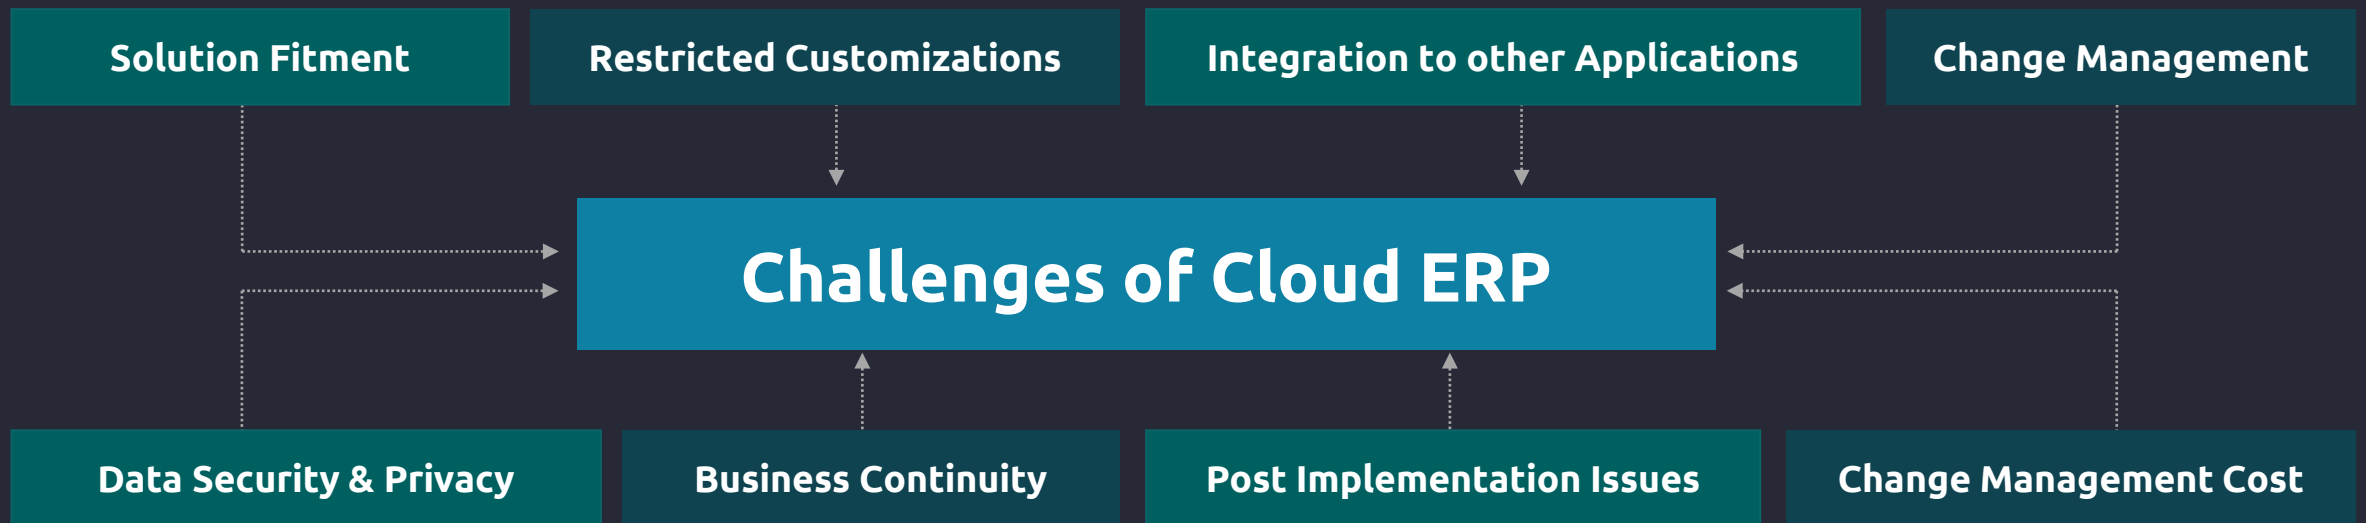 Solution Fitment
Restricted Customizations
Integration to other Applications
Change Management
Challenges of Cloud ERP
Data Security & Privacy
Business Continuity
Post Implementation Issues
Change Management Cost